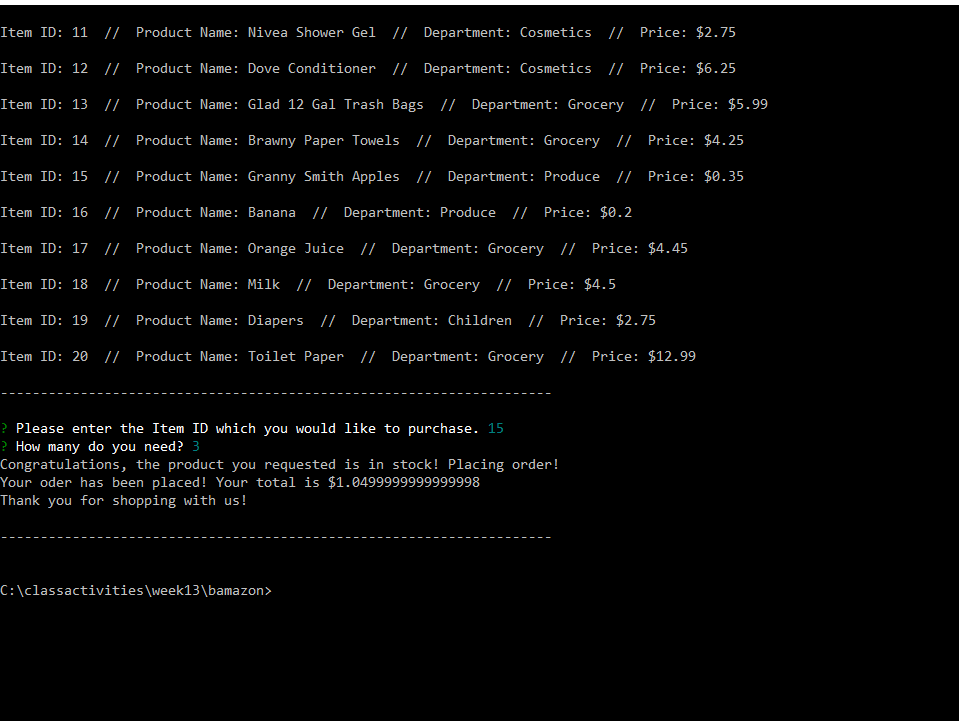 Item ID: 11  //  Product Name: Nivea Shower Gel  //  Department: Cosmetics  //  Price: $2.75
Item ID: 12  //  Product Name: Dove Conditioner  //  Department: Cosmetics  //  Price: $6.25
Item ID: 13  //  Product Name: Glad 12 Gal Trash Bags  //  Department: Grocery  //  Price: $5.99
Item ID: 14  //  Product Name: Brawny Paper Towels  //  Department: Grocery  //  Price: $4.25
Item ID: 15  //  Product Name: Granny Smith Apples  //  Department: Produce  //  Price: $0.35
Item ID: 16  //  Product Name: Banana  //  Department: Produce  //  Price: $0.2
Item ID: 17  //  Product Name: Orange Juice  //  Department: Grocery  //  Price: $4.45
Item ID: 18  //  Product Name: Milk  //  Department: Grocery  //  Price: $4.5
Item ID: 19  //  Product Name: Diapers  //  Department: Children  //  Price: $2.75
Item ID: 20  //  Product Name: Toilet Paper  //  Department: Grocery  //  Price: $12.99
---------------------------------------------------------------------
? Please enter the Item ID which you would like to purchase. 15
? How many do you need? 3
Congratulations, the product you requested is in stock! Placing order!
Your oder has been placed! Your total is $1.0499999999999998
Thank you for shopping with us!
---------------------------------------------------------------------
C:\classactivities\week13\bamazon>